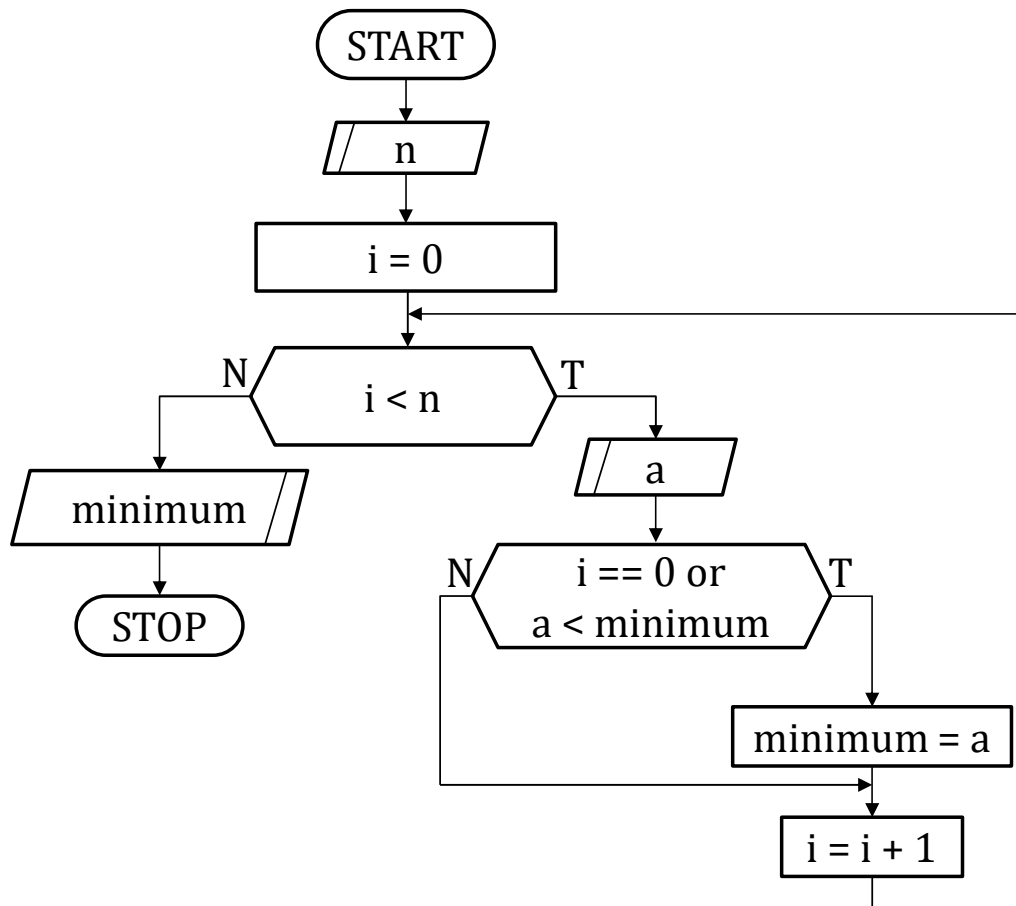 START
n
i = 0
N
T
i < n
a
minimum
STOP
N
T
i == 0 or
a < minimum
minimum = a
i = i + 1